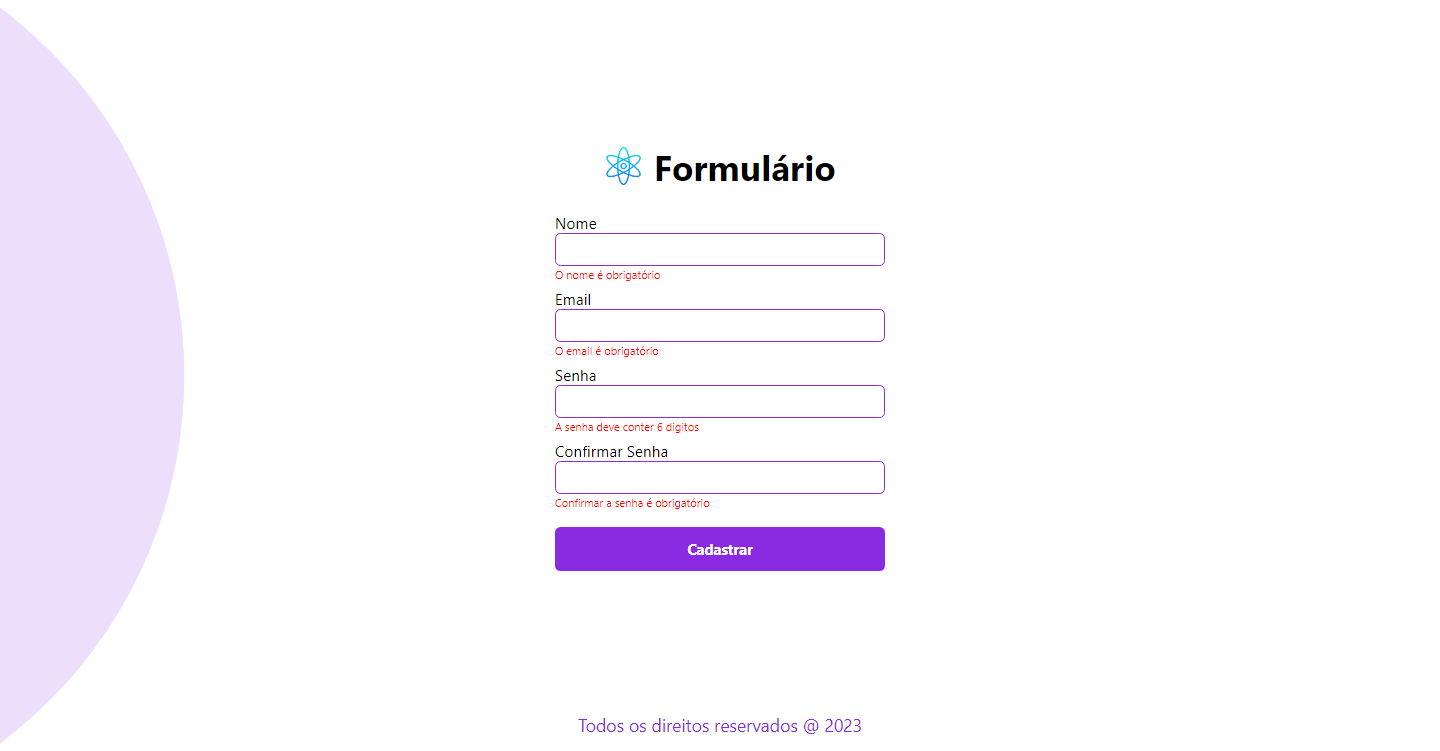 Formulário
Nome
O nome é obrigatório
Email
O email é obrigatório
Senha
A senha deve conter 6 digitos
Confirmar Senha
Confirmar a senha é obrigatório
Cadastrar
Todos os direitos reservados @ 2023